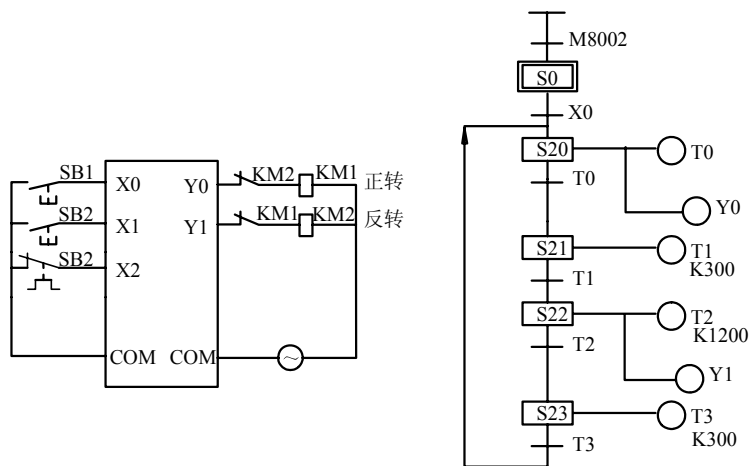 SB1
X0
Y0
KM2
KM1
正转
SB2
X1
Y1
KM1
KM2
反转
SB2
X2
COM
COM
~
M8002
S0
X0
S20
T0
T0
Y0
S21
T1
K300
T1
S22
T2
K1200
T2
Y1
S23
T3
K300
T3